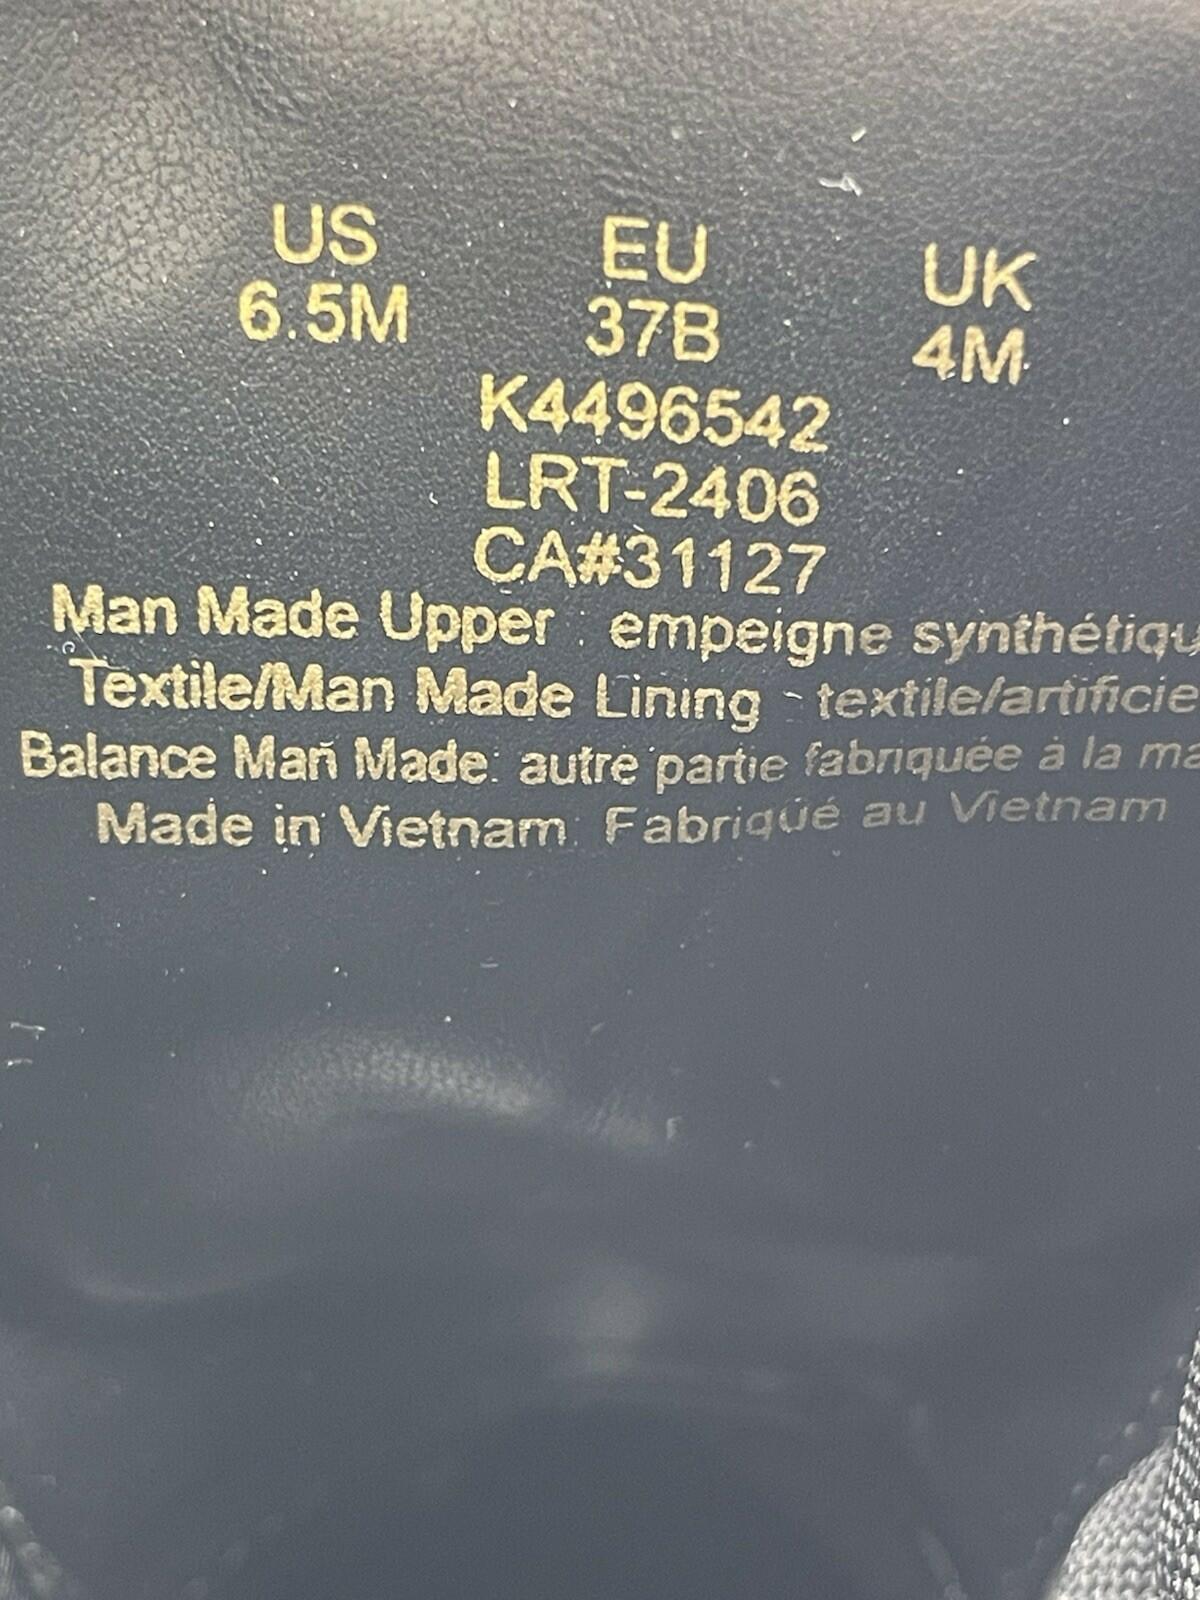 US EU UK
6.5M 37B 4M
K4496542
LRT-2406
CA#31127
Man Made Upper : empeigne synthétiqu
Textile/Man Made Lining - textile/artificie
Balance Man Made: autre partie fabriquée à la ma
Made in Vietnam: Fabriqué au Vietnam